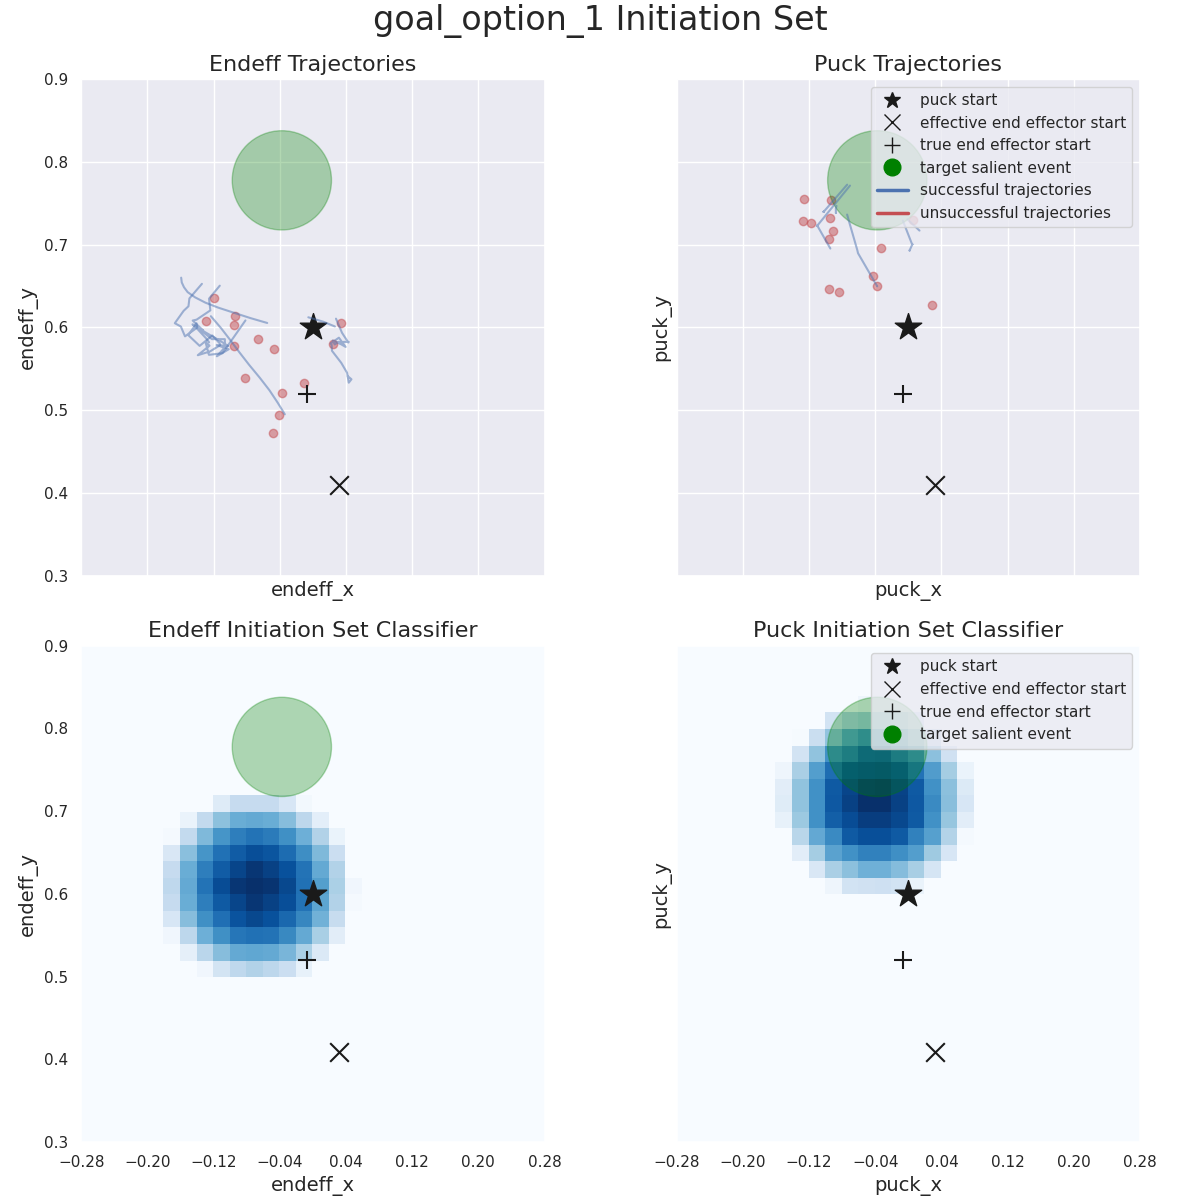 goal_option_1 Initiation Set
Endeff Trajectories
Puck Trajectories
0.9
0.8
0.7
0.6
0.5
0.4
0.3
endeff_y
endeff_x
puck start
effective end effector start
true end effector start
target salient event
successful trajectories
unsuccessful trajectories
puck_y
puck_x
Endeff Initiation Set Classifier
Puck Initiation Set Classifier
0.9
0.8
0.7
0.6
0.5
0.4
0.3
endeff_y
−0.28 −0.20 −0.12 −0.04 0.04 0.12 0.20 0.28
endeff_x
puck start
effective end effector start
true end effector start
target salient event
puck_y
−0.28 −0.20 −0.12 −0.04 0.04 0.12 0.20 0.28
puck_x